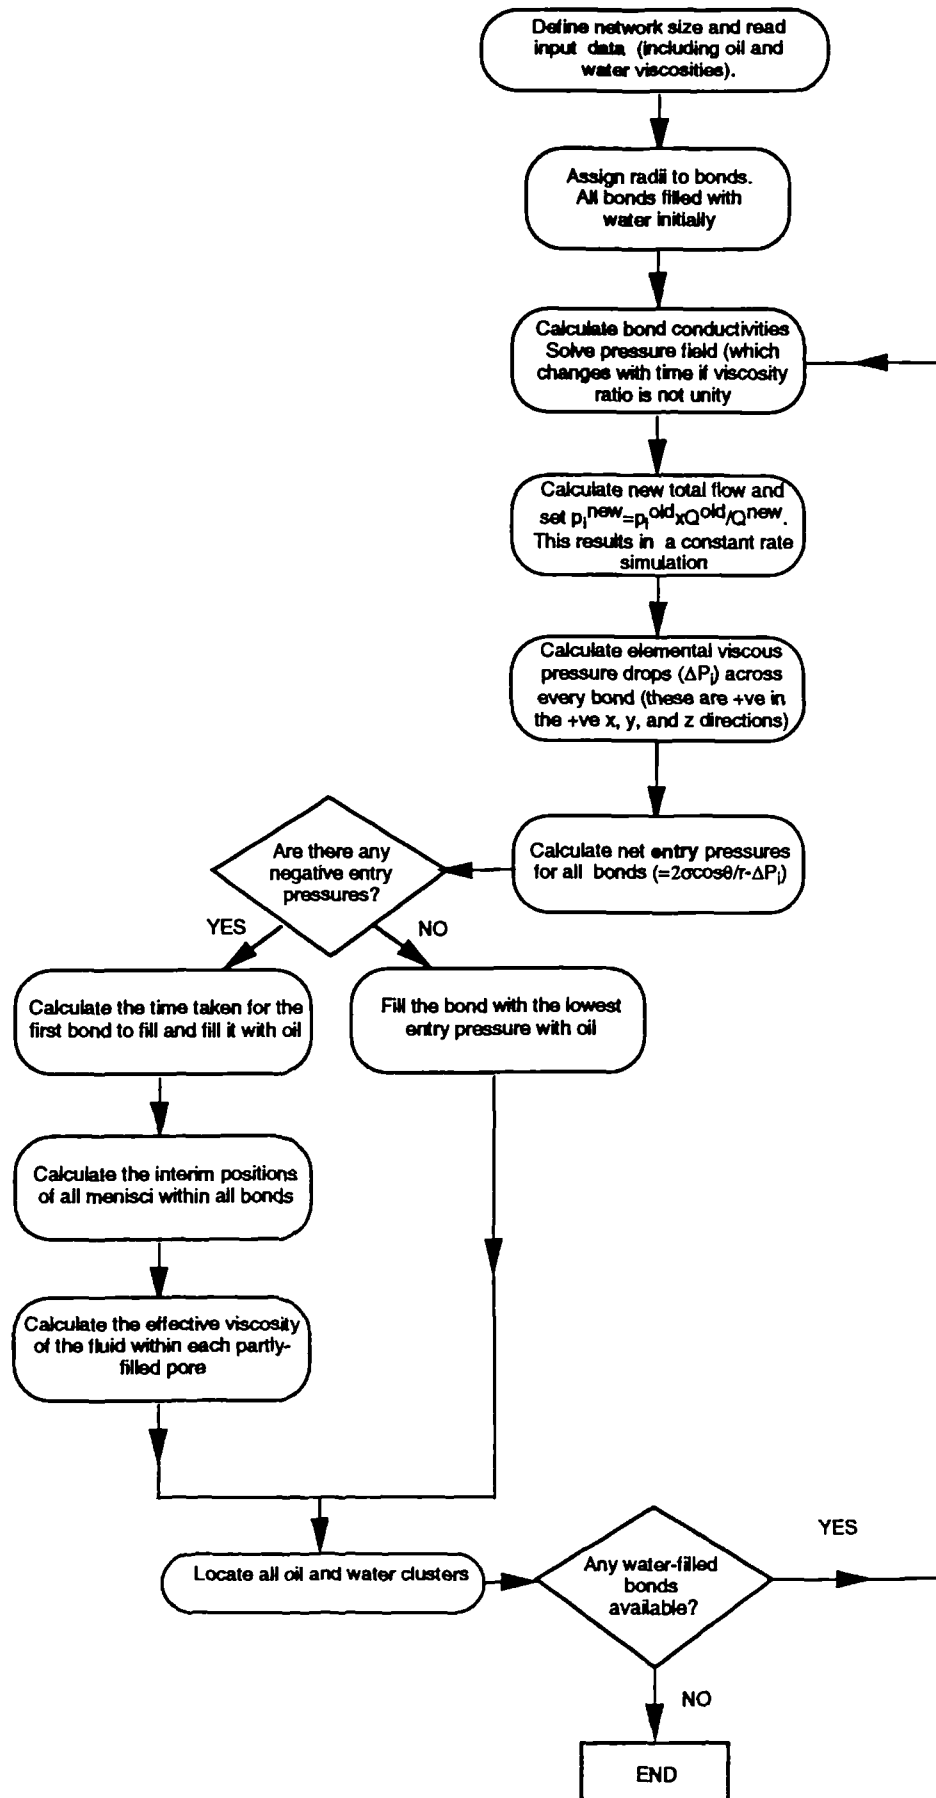 Define network size and read
input data (including oil and
water viscosities).
Assign radii to bonds.
All bonds filled with
water initially
Calculate bond conductivities
Solve pressure field (which
changes with time if viscosity
ratio is not unity
Calculate new total flow and
set pᵢⁿᵉʷ=pᵢᵒˡᵈxQᵒˡᵈ/Qⁿᵉʷ.
This results in a constant rate
simulation
Calculate elemental viscous
pressure drops (ΔPᵢ) across
every bond (these are +ve in
the +ve x, y, and z directions)
Calculate net entry pressures
for all bonds (=2σcosθ/r-ΔPᵢ)
Are there any
negative entry
pressures?
YES
NO
Calculate the time taken for the
first bond to fill and fill it with oil
Fill the bond with the lowest
entry pressure with oil
Calculate the interim positions
of all menisci within all bonds
Calculate the effective viscosity
of the fluid within each partly-
filled pore
Locate all oil and water clusters
Any water-filled
bonds
available?
YES
NO
END